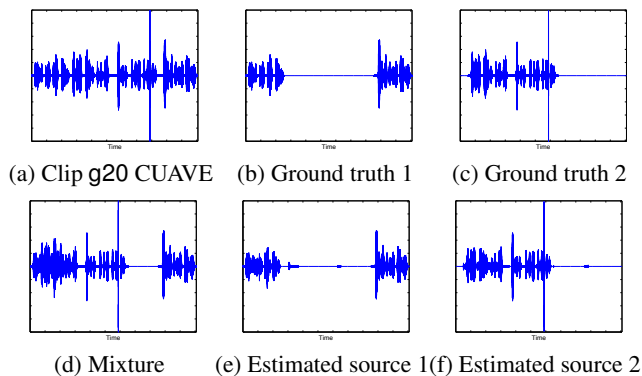 Time Time Time
(a) Clip g20 CUAVE (b) Ground truth 1 (c) Ground truth 2
Time Time Time
(d) Mixture (e) Estimated source 1(f) Estimated source 2